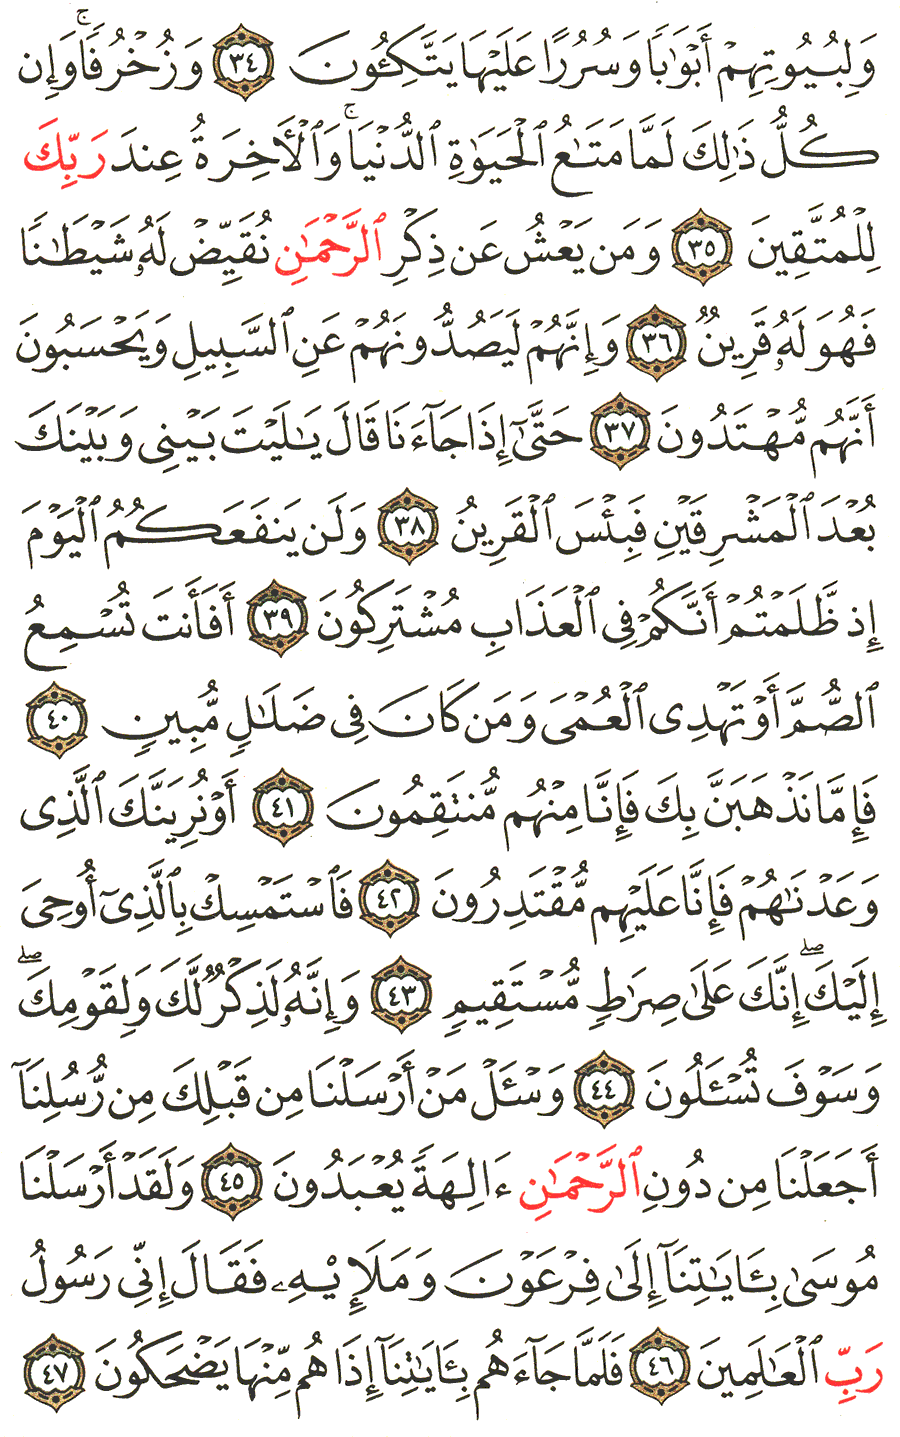 وَلِبُيُوتِهِمْ أَبْوَٰبًا وَسُرُرًا عَلَيْهَا يَتَّكِـُٔونَ ٣٤ وَزُخْرُفًا ۚ وَإِن
كُلُّ ذَٰلِكَ لَمَّا مَتَـٰعُ ٱلْحَيَوٰةِ ٱلدُّنْيَا ۚ وَٱلْـَٔاخِرَةُ عِندَ رَبِّكَ
لِلْمُتَّقِينَ ٣٥ وَمَن يَعْشُ عَن ذِكْرِ ٱلرَّحْمَـٰنِ نُقَيِّضْ لَهُۥ شَيْطَـٰنًا
فَهُوَ لَهُۥ قَرِينٌ ٣٦ وَإِنَّهُمْ لَيَصُدُّونَهُمْ عَنِ ٱلسَّبِيلِ وَيَحْسَبُونَ
أَنَّهُم مُّهْتَدُونَ ٣٧ حَتَّىٰٓ إِذَا جَآءَنَا قَالَ يَـٰلَيْتَ بَيْنِى وَبَيْنَكَ
بُعْدَ ٱلْمَشْرِقَيْنِ فَبِئْسَ ٱلْقَرِينُ ٣٨ وَلَن يَنفَعَكُمُ ٱلْيَوْمَ
إِذ ظَّلَمْتُمْ أَنَّكُمْ فِى ٱلْعَذَابِ مُشْتَرِكُونَ ٣٩ أَفَأَنتَ تُسْمِعُ
ٱلصُّمَّ أَوْ تَهْدِى ٱلْعُمْىَ وَمَن كَانَ فِى ضَلَـٰلٍ مُّبِينٍ ٤٠
فَإِمَّا نَذْهَبَنَّ بِكَ فَإِنَّا مِنْهُم مُّنتَقِمُونَ ٤١ أَوْ نُرِيَنَّكَ ٱلَّذِى
وَعَدْنَـٰهُمْ فَإِنَّا عَلَيْهِم مُّقْتَدِرُونَ ٤٢ فَٱسْتَمْسِكْ بِٱلَّذِىٓ أُوحِىَ
إِلَيْكَ ۖ إِنَّكَ عَلَىٰ صِرَٰطٍ مُّسْتَقِيمٍ ٤٣ وَإِنَّهُۥ لَذِكْرٌ لَّكَ وَلِقَوْمِكَ ۖ
وَسَوْفَ تُسْـَٔلُونَ ٤٤ وَسْـَٔلْ مَنْ أَرْسَلْنَا مِن قَبْلِكَ مِن رُّسُلِنَآ
أَجَعَلْنَا مِن دُونِ ٱلرَّحْمَـٰنِ ءَالِهَةً يُعْبَدُونَ ٤٥ وَلَقَدْ أَرْسَلْنَا
مُوسَىٰ بِـَٔايَـٰتِنَآ إِلَىٰ فِرْعَوْنَ وَمَلَإِي۟هِۦ فَقَالَ إِنِّى رَسُولُ
رَبِّ ٱلْعَـٰلَمِينَ ٤٦ فَلَمَّا جَآءَهُم بِـَٔايَـٰتِنَآ إِذَا هُم مِّنْهَا يَضْحَكُونَ ٤٧